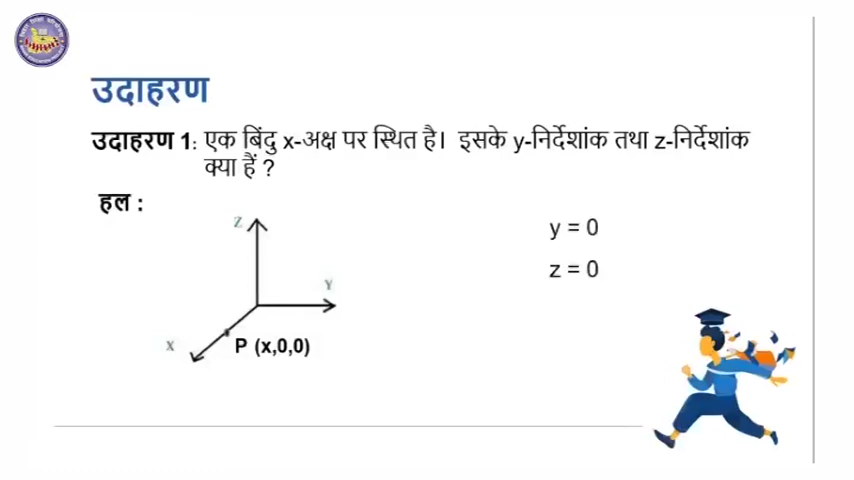 उदाहरण
उदाहरण 1: एक बिंदु x-अक्ष पर स्थित है। इसके y-निर्देशांक तथा z-निर्देशांक
क्या हैं ?
हल :
Z
y = 0
z = 0
Y
X
P (x,0,0)